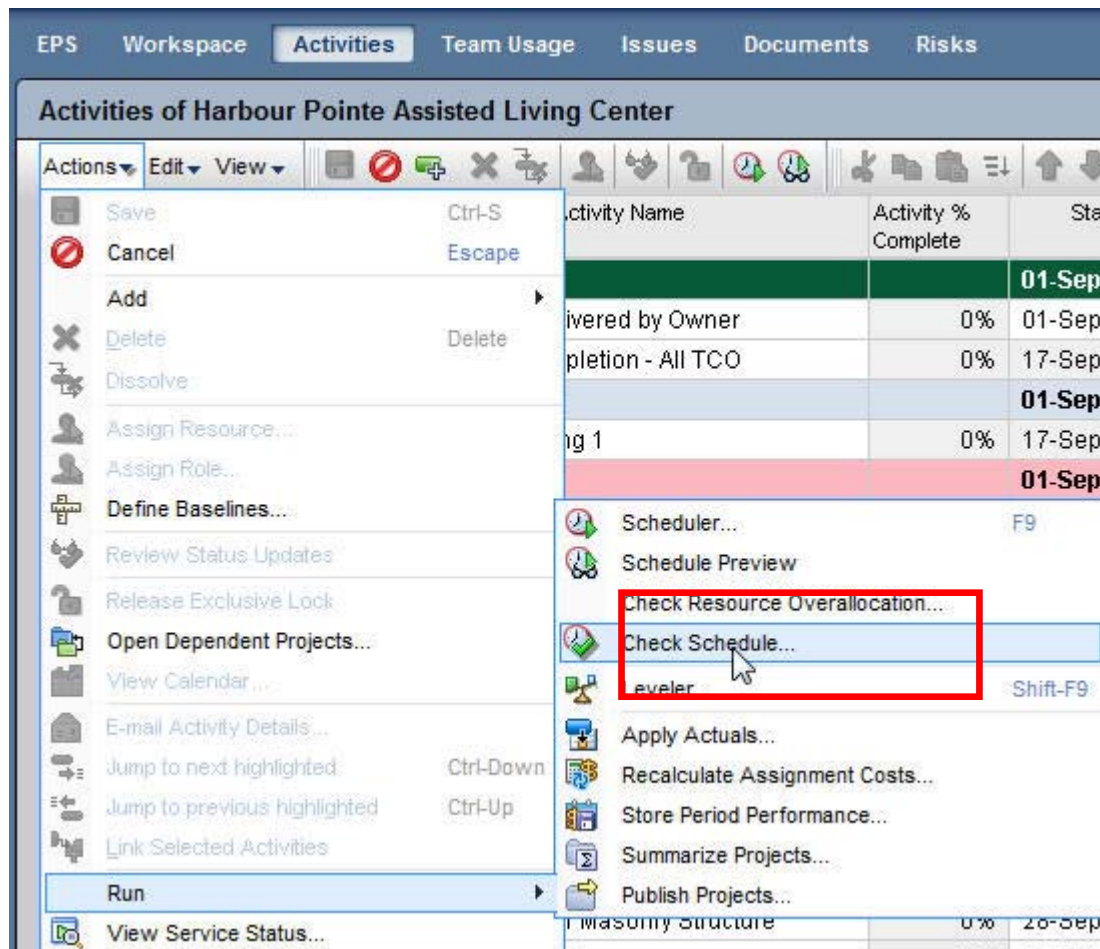 EPS Workspace Activities Team Usage Issues Documents Risks
Activities of Harbour Pointe Assisted Living Center
Actions Edit View
Activity Name Activity % Complete Sta
Save Ctrl-S
Cancel Escape
01-Sep
Add
ivered by Owner 0% 01-Sep
Delete Delete
pletion - All TCO 0% 17-Sep
Dissolve
01-Sep
Assign Resource...
ng 1 0% 17-Sep
Assign Role...
01-Sep
Define Baselines...
Review Status Updates
Release Exclusive Lock
Open Dependent Projects...
View Calendar...
E-mail Activity Details...
Jump to next highlighted Ctrl-Down
Jump to previous highlighted Ctrl-Up
Link Selected Activities
Run
View Service Status...
Scheduler... F9
Schedule Preview
Check Resource Overallocation...
Check Schedule...
Leveler... Shift-F9
Apply Actuals...
Recalculate Assignment Costs...
Store Period Performance...
Summarize Projects...
Publish Projects...
Masonry Structure 0% 28-Sep